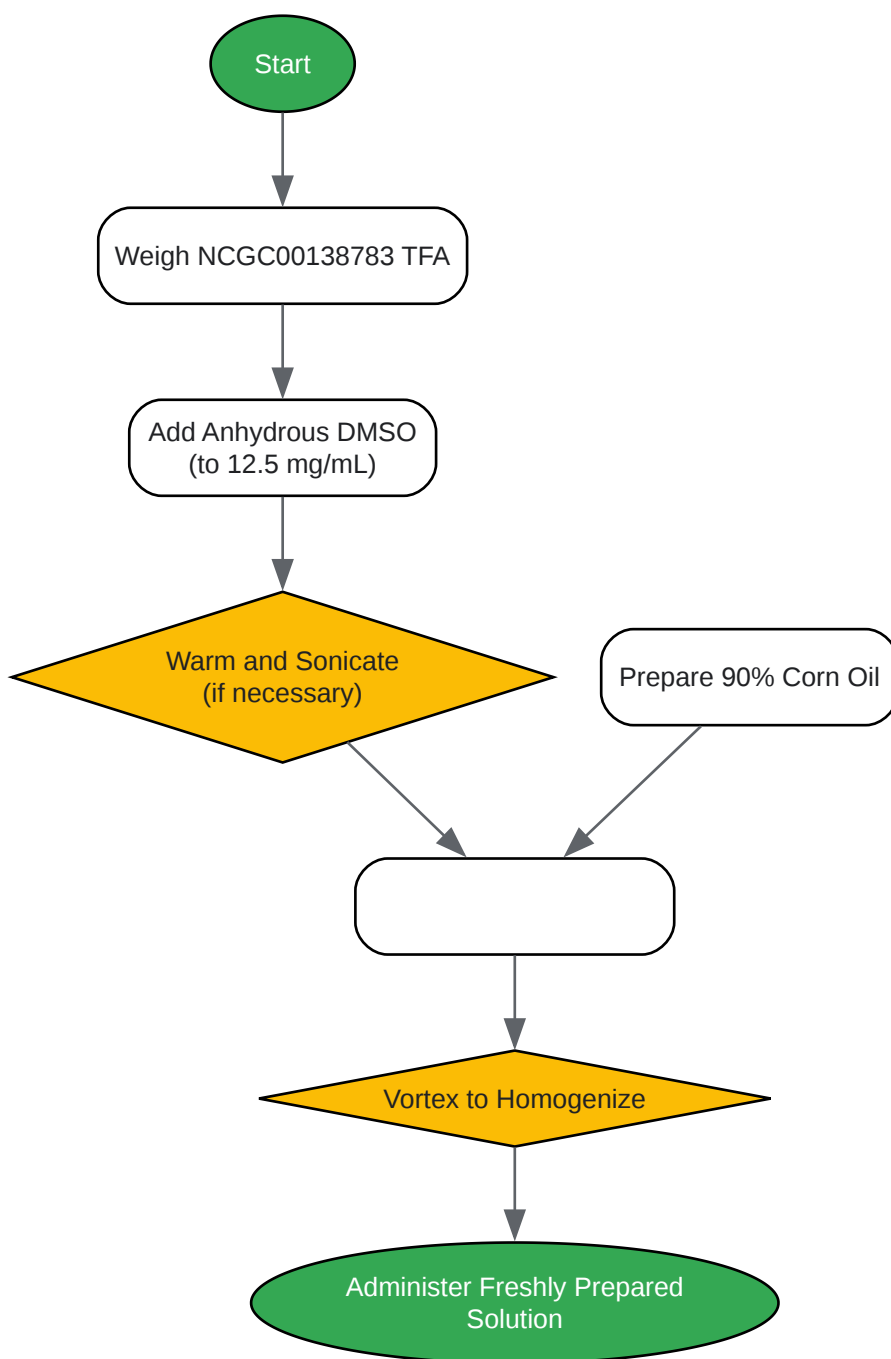 Start
Weigh NCGC00138783 TFA
Add Anhydrous DMSO
(to 12.5 mg/mL)
Warm and Sonicate
(if necessary)
Prepare 90% Corn Oil
Vortex to Homogenize
Administer Freshly Prepared
Solution